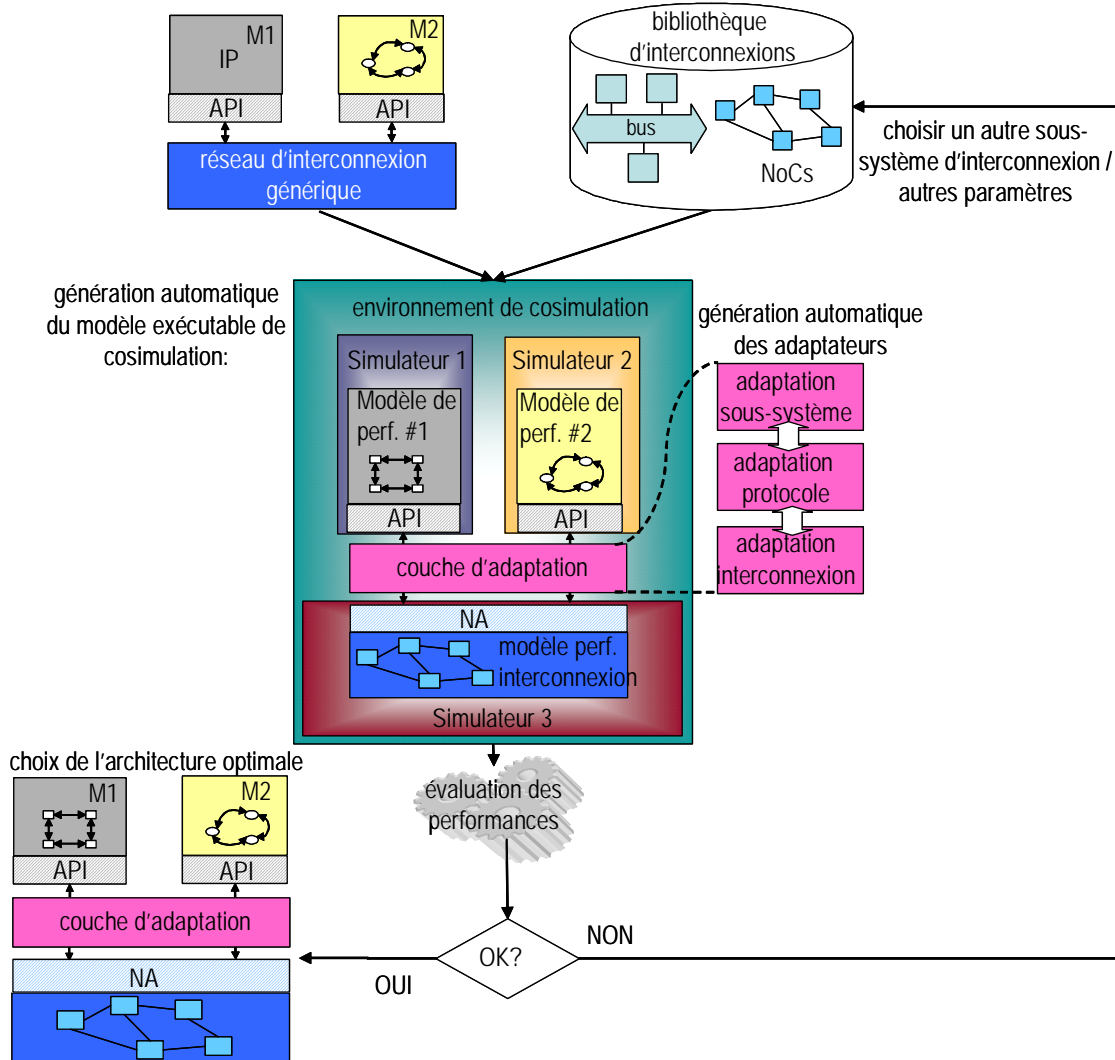 M1
IP
API
M2
API
réseau d'interconnexion
générique
bibliothèque
d'interconnexions
bus
NoCs
choisir un autre sous-
système d'interconnexion /
autres paramètres
génération automatique
du modèle exécutable de
cosimulation:
environnement de cosimulation
Simulateur 1
Modèle de
perf. #1
API
Simulateur 2
Modèle de
perf. #2
API
couche d'adaptation
NA
modèle perf.
interconnexion
Simulateur 3
génération automatique
des adaptateurs
adaptation
sous-système
adaptation
protocole
adaptation
interconnexion
évaluation des
performances
OK?
NON
OUI
choix de l'architecture optimale
M1
API
M2
API
couche d'adaptation
NA